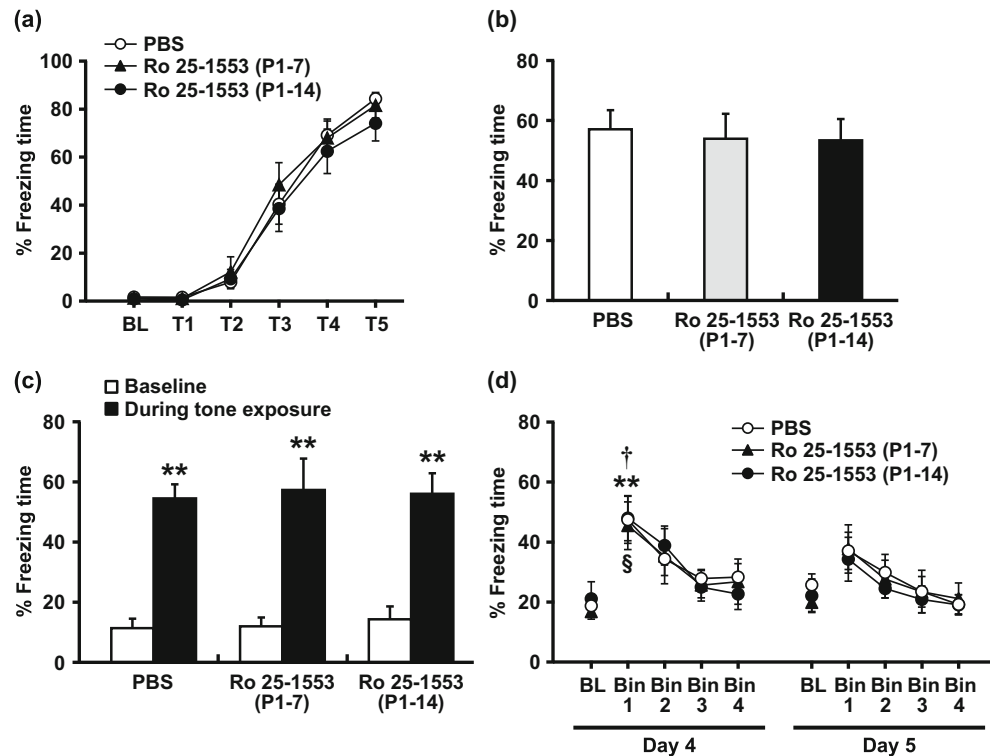 (a)
PBS
Ro 25-1553 (P1-7)
Ro 25-1553 (P1-14)
% Freezing time
100
80
60
40
20
0
BL T1 T2 T3 T4 T5
(b)
% Freezing time
80
60
40
20
0
PBS Ro 25-1553 Ro 25-1553
(P1-7) (P1-14)
(c)
Baseline
During tone exposure
% Freezing time
80
60
40
20
0
** ** **
PBS Ro 25-1553 Ro 25-1553
(P1-7) (P1-14)
(d)
PBS
Ro 25-1553 (P1-7)
Ro 25-1553 (P1-14)
% Freezing time
80
60
40
20
0
†
**
§
BL Bin Bin Bin Bin BL Bin Bin Bin Bin
1 2 3 4 1 2 3 4
Day 4 Day 5